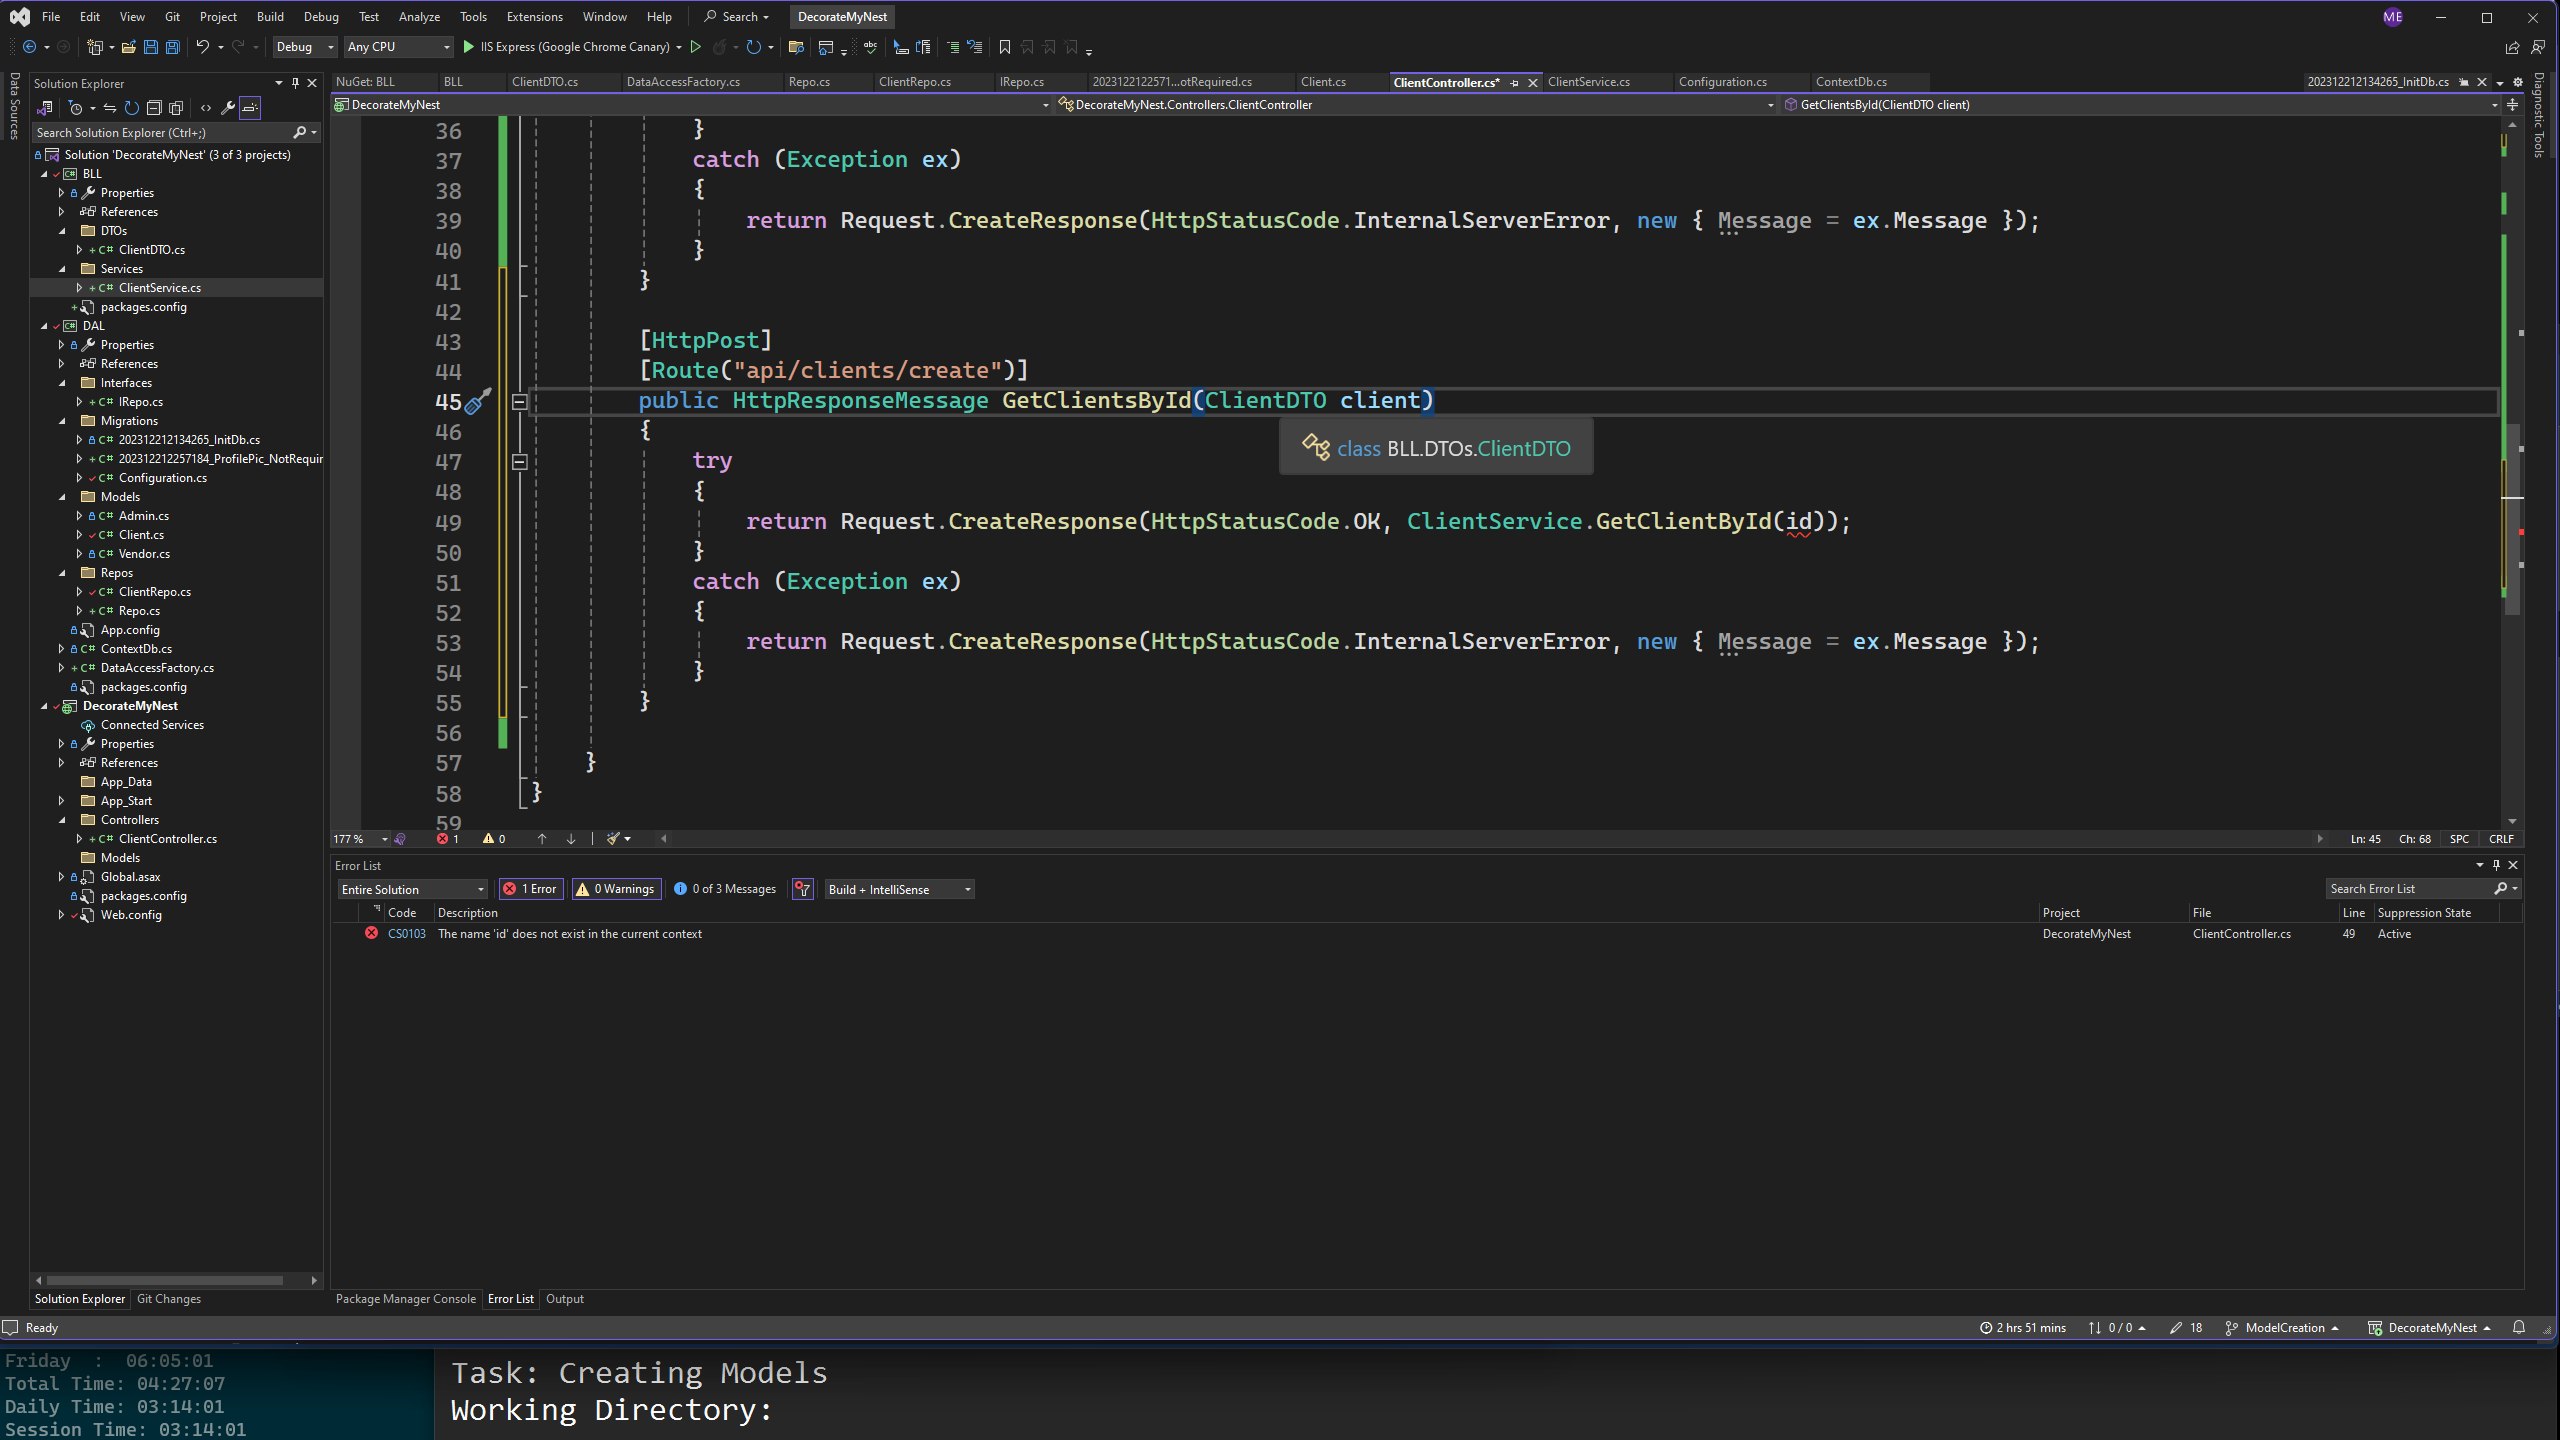 File Edit View Git Project Build Debug Test Analyze Tools Extensions Window Help Search DecorateMyNest ME
Debug Any CPU IIS Express (Google Chrome Canary)
Data Sources
Solution Explorer
Search Solution Explorer (Ctrl+;)
Solution 'DecorateMyNest' (3 of 3 projects)
BLL
Properties
References
DTOs
C# ClientDTO.cs
Services
C# ClientService.cs
packages.config
DAL
Properties
References
Interfaces
C# IRepo.cs
Migrations
C# 202312212134265_InitDb.cs
C# 202312212257184_ProfilePic_NotRequir
C# Configuration.cs
Models
C# Admin.cs
C# Client.cs
C# Vendor.cs
Repos
C# ClientRepo.cs
C# Repo.cs
App.config
C# ContextDb.cs
C# DataAccessFactory.cs
packages.config
DecorateMyNest
Connected Services
Properties
References
App_Data
App_Start
Controllers
C# ClientController.cs
Models
Global.asax
packages.config
Web.config
Solution Explorer Git Changes
NuGet: BLL BLL ClientDTO.cs DataAccessFactory.cs Repo.cs ClientRepo.cs IRepo.cs 2023122122571...otRequired.cs Client.cs ClientController.cs* ClientService.cs Configuration.cs ContextDb.cs 202312212134265_InitDb.cs
DecorateMyNest DecorateMyNest.Controllers.ClientController GetClientsById(ClientDTO client)
Diagnostic Tools
36 }
37 catch (Exception ex)
38 {
39 return Request.CreateResponse(HttpStatusCode.InternalServerError, new { Message = ex.Message });
40 }
41 }
42
43 [HttpPost]
44 [Route("api/clients/create")]
45 public HttpResponseMessage GetClientsById(ClientDTO client)
46 {
class BLL.DTOs.ClientDTO
47 try
48 {
49 return Request.CreateResponse(HttpStatusCode.OK, ClientService.GetClientById(id));
50 }
51 catch (Exception ex)
52 {
53 return Request.CreateResponse(HttpStatusCode.InternalServerError, new { Message = ex.Message });
54 }
55 }
56
57 }
58 }
59
177 % 1 0 Ln: 45 Ch: 68 SPC CRLF
Error List
Entire Solution 1 Error 0 Warnings 0 of 3 Messages Build + IntelliSense Search Error List
Code Description Project File Line Suppression State
CS0103 The name 'id' does not exist in the current context DecorateMyNest ClientController.cs 49 Active
Package Manager Console Error List Output
Ready 2 hrs 51 mins 0 / 0 18 ModelCreation DecorateMyNest
Friday : 06:05:01
Total Time: 04:27:07
Daily Time: 03:14:01
Session Time: 03:14:01
Task: Creating Models
Working Directory: